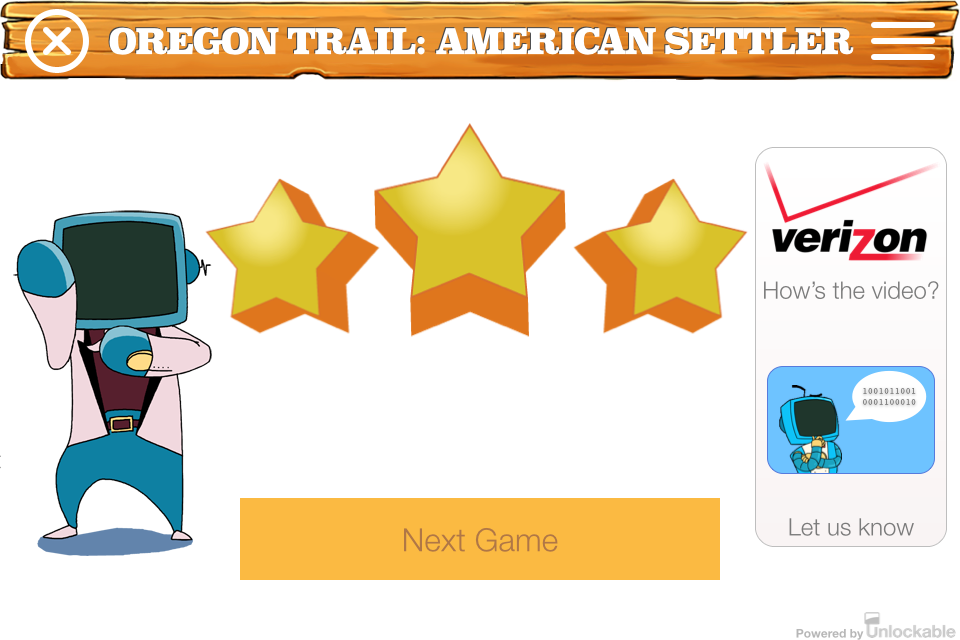 OREGON TRAIL: AMERICAN SETTLER
verizon
How's the video?
1001011001
0001100010
Let us know
Next Game
Powered by Unlockable